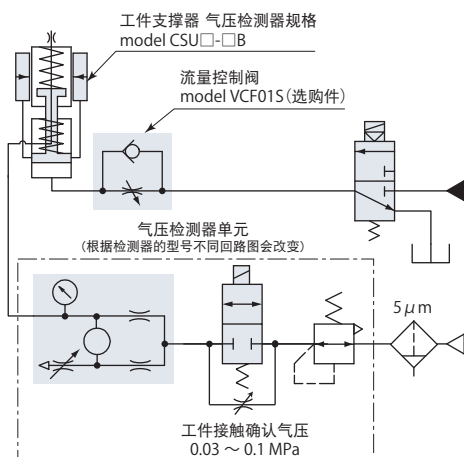 工件支撑器 气压检测器规格
model CSU□-□B
流量控制阀
model VCF01S(选购件)
气压检测器单元
(根据检测器的型号不同回路图会改变)
5μm
工件接触确认气压
0.03 ～ 0.1 MPa